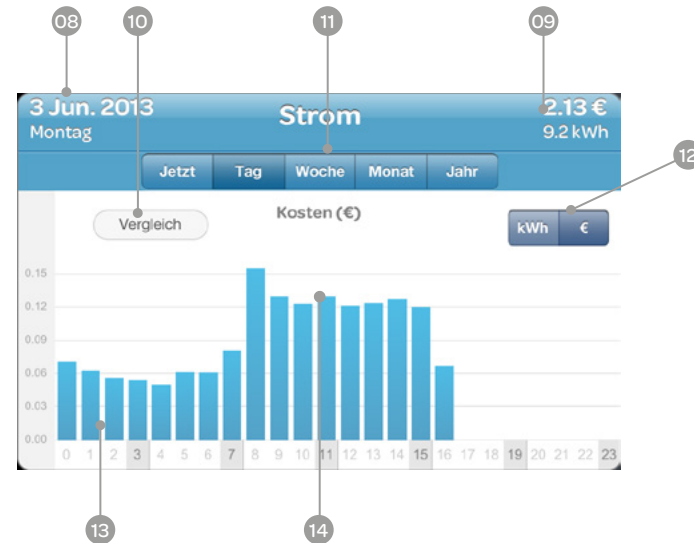 08 10 11 09
3 Jun. 2013 Strom 2.13 €
Montag 9.2 kWh
12
Jetzt Tag Woche Monat Jahr
Vergleich Kosten (€) kWh €
0.15
0.12
0.09
0.06
0.03
0.00
0 1 2 3 4 5 6 7 8 9 10 11 12 13 14 15 16 17 18 19 20 21 22 23
13 14